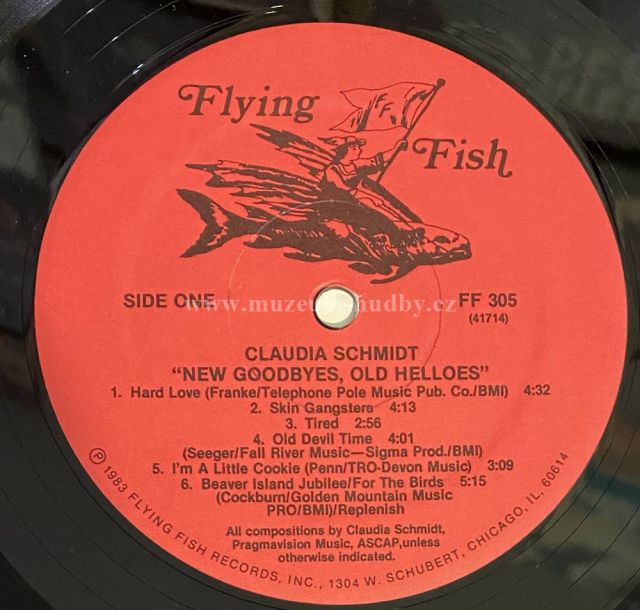 Flying
Fish
F F
SIDE ONE
www.muzeum-hudby.cz
FF 305
(41714)
CLAUDIA SCHMIDT
"NEW GOODBYES, OLD HELLOES"
1. Hard Love (Franke/Telephone Pole Music Pub. Co./BMI) 4:32
2. Skin Gangsters 4:13
3. Tired 2:56
4. Old Devil Time 4:01
(Seeger/Fall River Music—Sigma Prod./BMI)
5. I'm A Little Cookie (Penn/TRO-Devon Music) 3:09
6. Beaver Island Jubilee/For The Birds 5:15
(Cockburn/Golden Mountain Music
PRO/BMI)/Replenish
All compositions by Claudia Schmidt,
Pragmavision Music, ASCAP,unless
otherwise indicated.
Ⓟ 1983 FLYING FISH RECORDS, INC., 1304 W. SCHUBERT, CHICAGO, IL. 60614